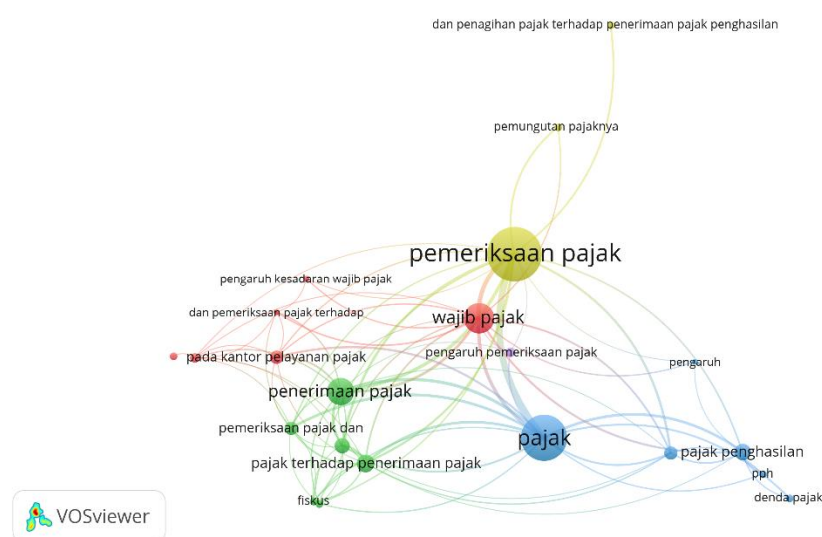 dan penagihan pajak terhadap penerimaan pajak penghasilan
pemungutan pajaknya
pemeriksaan pajak
pengaruh kesadaran wajib pajak
dan pemeriksaan pajak terhadap
wajib pajak
pengaruh pemeriksaan pajak
pada kantor pelayanan pajak
pengaruh
penerimaan pajak
pemeriksaan pajak dan
pajak
pajak terhadap penerimaan pajak
pajak penghasilan
pph
fiskus
denda pajak
VOSviewer